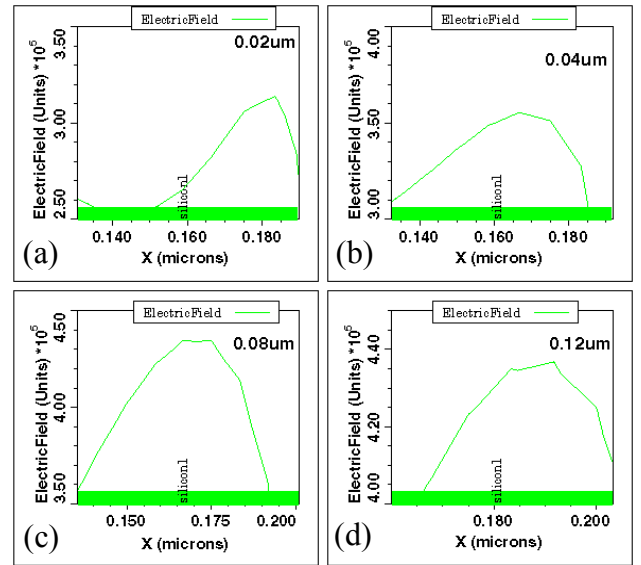 ElectricField
0.02um
ElectricField (Units) *10^5
3.50
3.00
2.50
silicon1
0.140
0.160
0.180
X (microns)
(a)
ElectricField
0.04um
ElectricField (Units) *10^5
4.00
3.50
3.00
silicon1
0.140
0.160
0.180
X (microns)
(b)
ElectricField
0.08um
ElectricField (Units) *10^5
4.50
4.00
3.50
silicon1
0.150
0.175
0.200
X (microns)
(c)
ElectricField
0.12um
ElectricField (Units) *10^5
4.40
4.20
4.00
silicon1
0.180
0.200
X (microns)
(d)